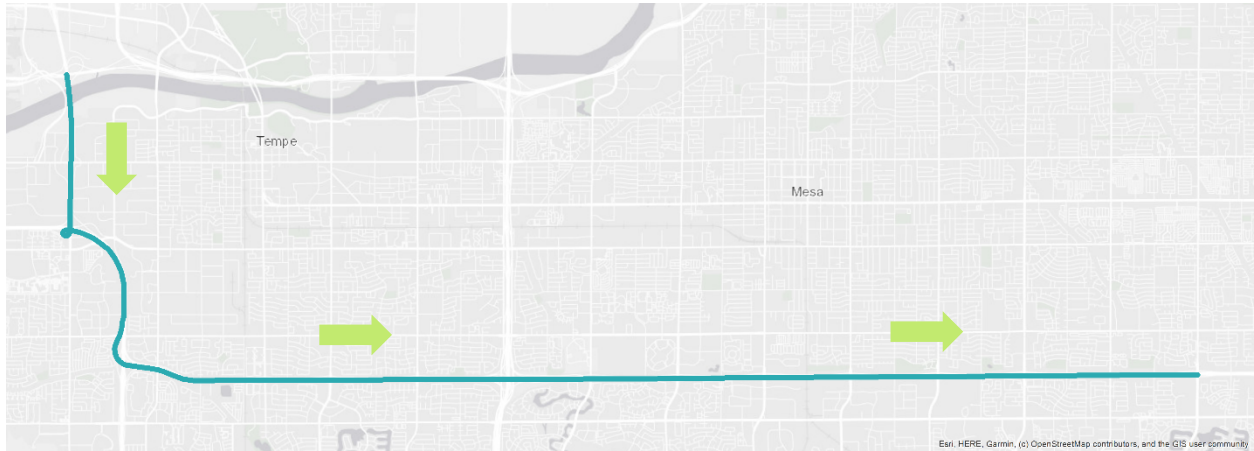 Tempe
Mesa
Esri, HERE, Garmin, (c) OpenStreetMap contributors, and the GIS user community